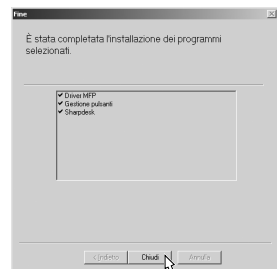 Fine
È stata completata l'installazione dei programmi
selezionati.
Driver MFP
Gestione pulsanti
Sharpdesk
< Indietro
Chiudi
Annulla